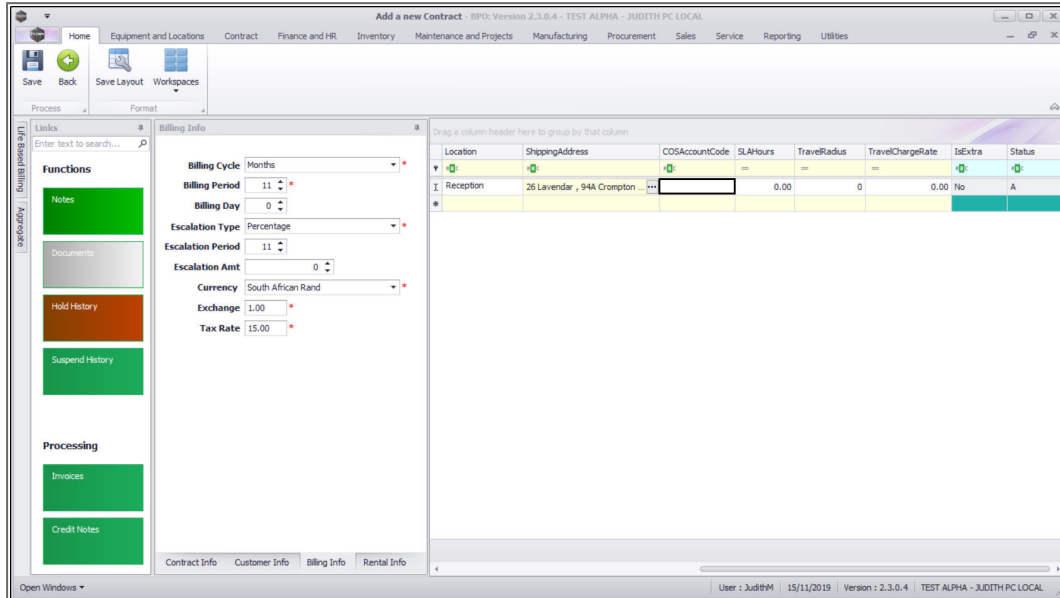 Add a new Contract - BPO: Version 2.3.0.4 - TEST ALPHA - JUDITH PC LOCAL
Home Equipment and Locations Contract Finance and HR Inventory Maintenance and Projects Manufacturing Procurement Sales Service Reporting Utilities
Save Back Save Layout Workspaces
Process Format
Life Based Billing
Aggregate
Links
Enter text to search...
Functions
Notes
Documents
Hold History
Suspend History
Processing
Invoices
Credit Notes
Billing Info
Billing Cycle Months *
Billing Period 11 *
Billing Day 0
Escalation Type Percentage *
Escalation Period 11
Escalation Amt 0
Currency South African Rand *
Exchange 1.00 *
Tax Rate 15.00 *
Contract Info Customer Info Billing Info Rental Info
Drag a column header here to group by that column
Location ShippingAddress COSAccountCode SLAHours TravelRadius TravelChargeRate IsExtra Status
Reception 26 Lavendar , 94A Crompton ... 0.00 0 0.00 No A
Open Windows
User : JudithM 15/11/2019 Version : 2.3.0.4 TEST ALPHA - JUDITH PC LOCAL